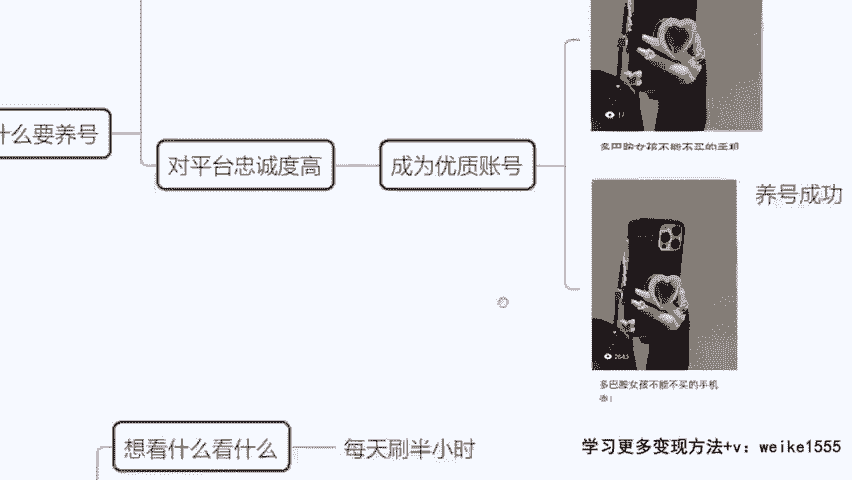 什么要养号
对平台忠诚度高
成为优质账号
多巴胺女孩不能不买的手机
养号成功
多巴胺女孩不能不买的手机
壳！
想看什么看什么
每天刷半小时
学习更多变现方法+v：weike1555